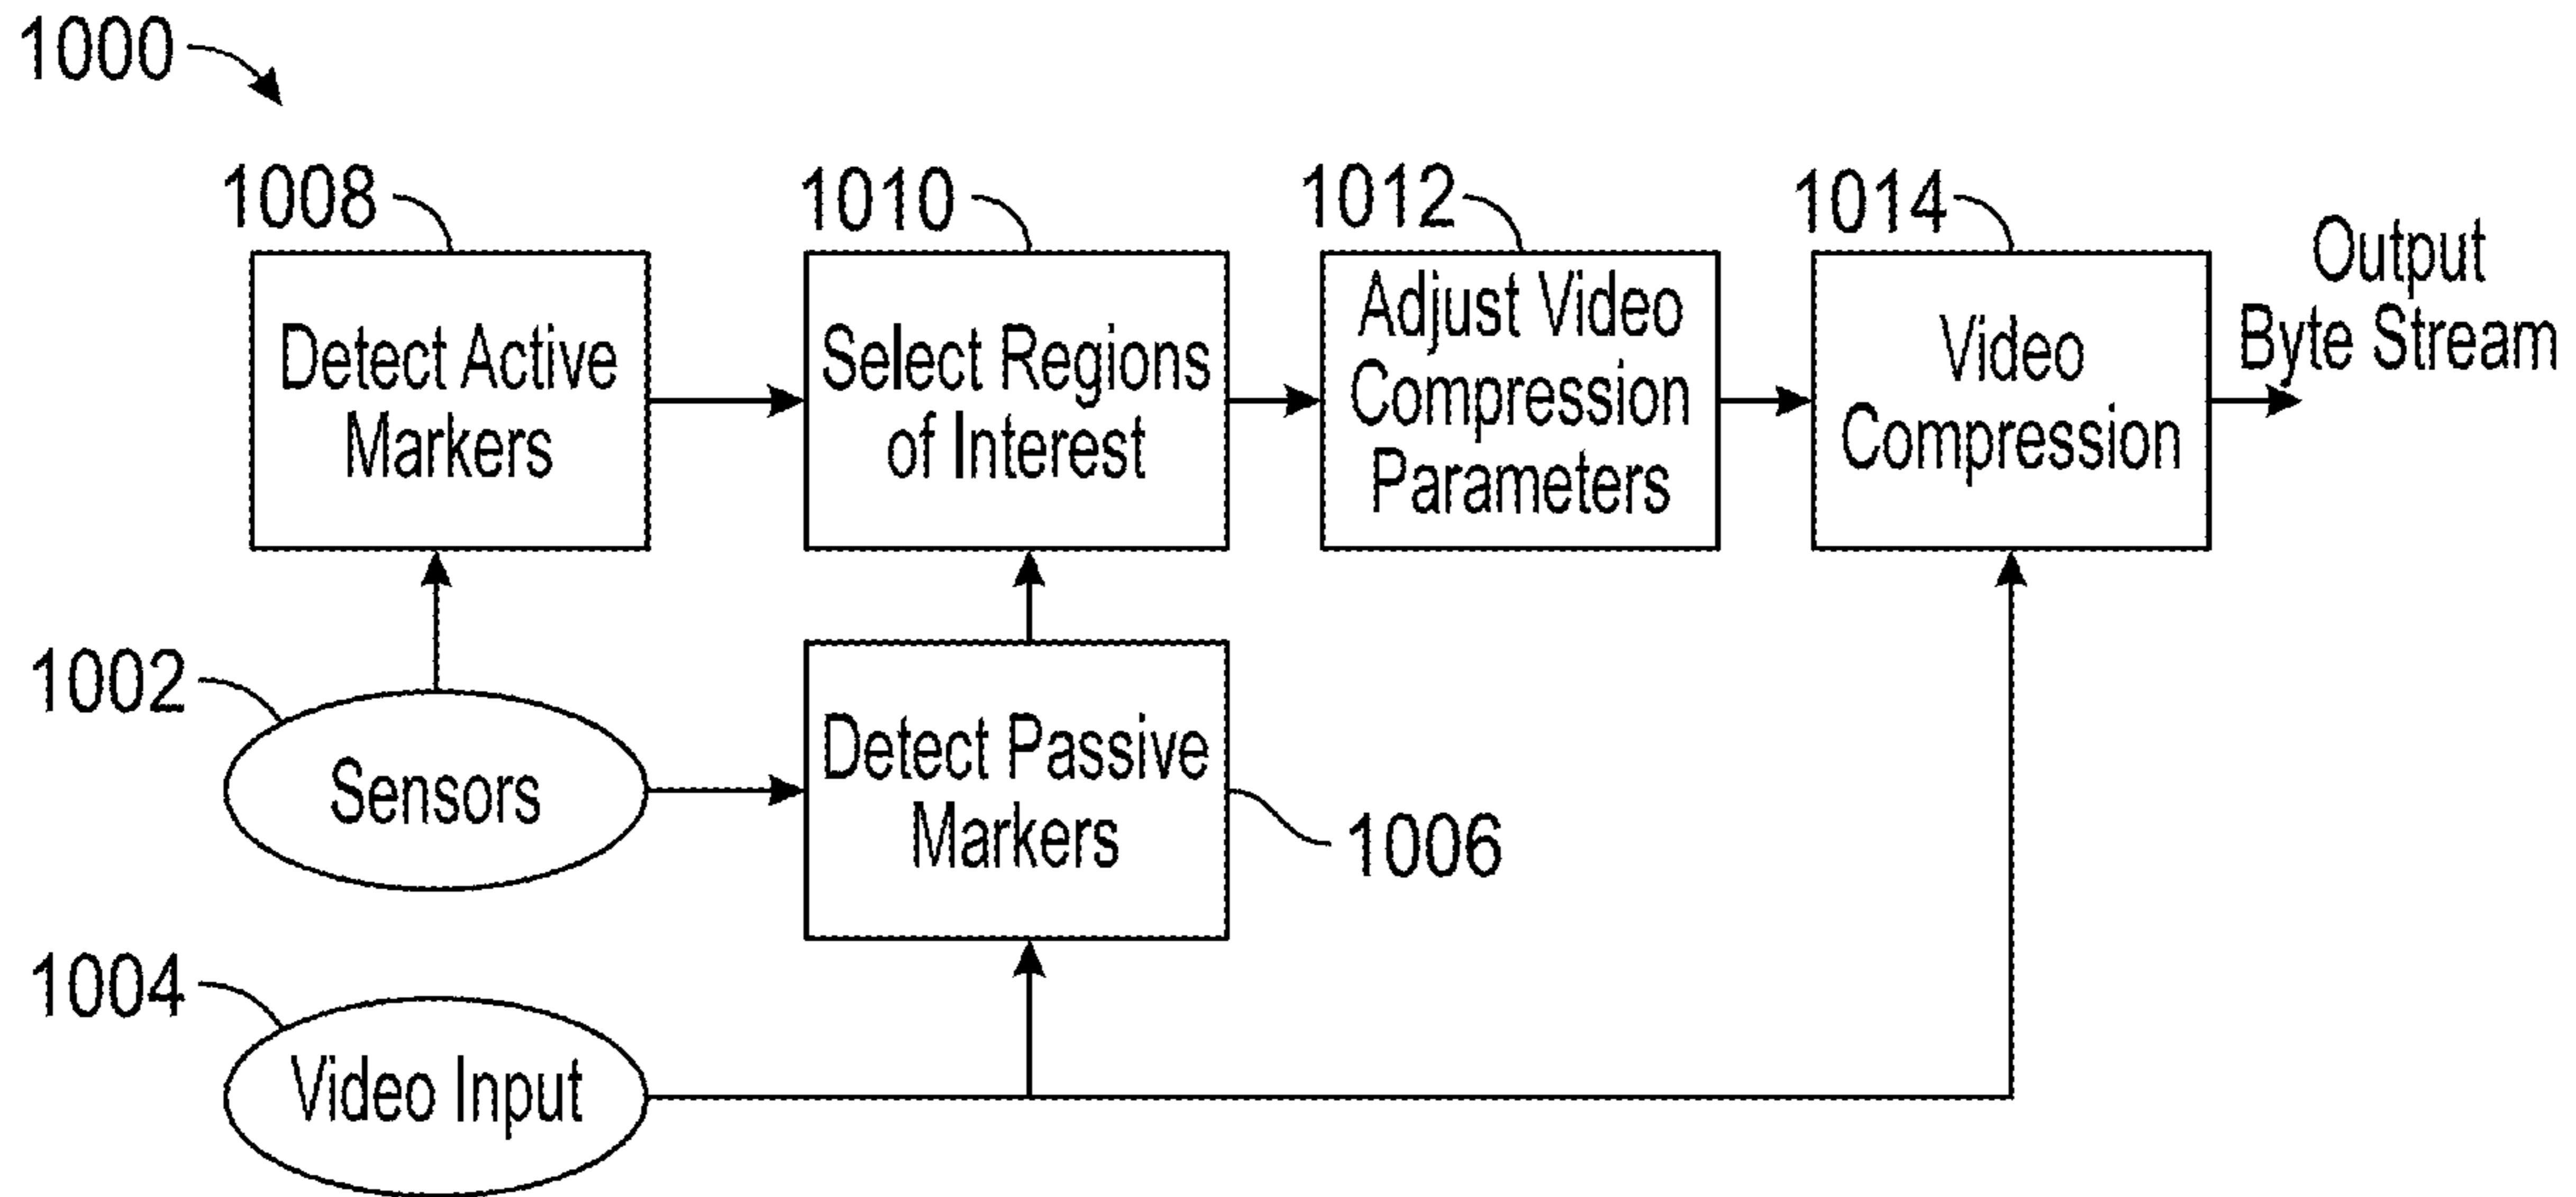 1000
1008
1010
1012
1014
Output
Byte Stream
Detect Active
Markers
Select Regions
of Interest
Adjust Video
Compression
Parameters
Video
Compression
1002
Sensors
Detect Passive
Markers
1006
1004
Video Input